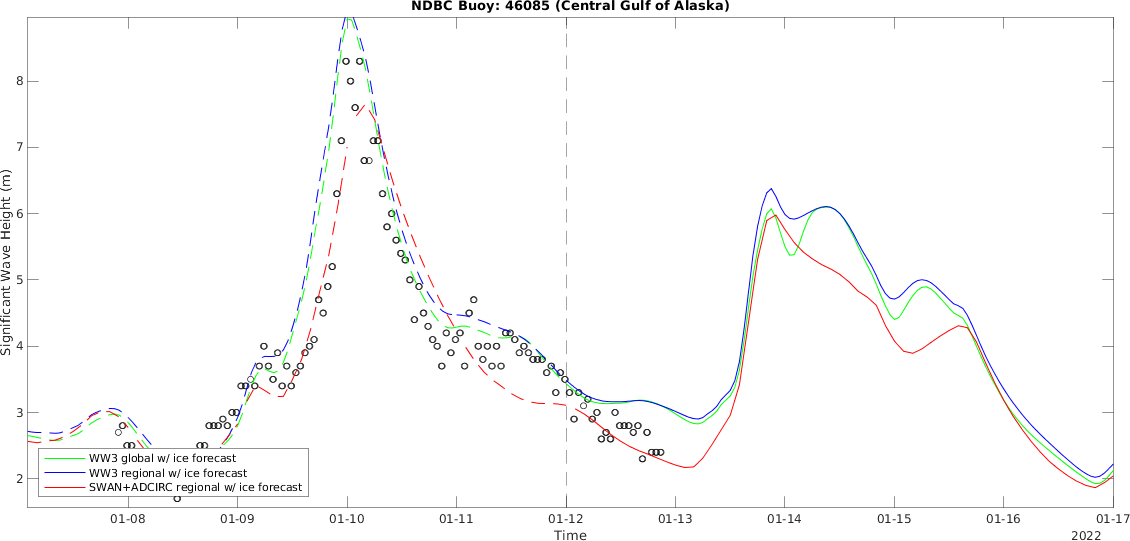 NDBC Buoy: 46085 (Central Gulf of Alaska)
Significant Wave Height (m)
8
7
6
5
4
3
2
WW3 global w/ ice forecast
WW3 regional w/ ice forecast
SWAN+ADCIRC regional w/ ice forecast
01-08 01-09 01-10 01-11 01-12 01-13 01-14 01-15 01-16 01-17
Time
2022